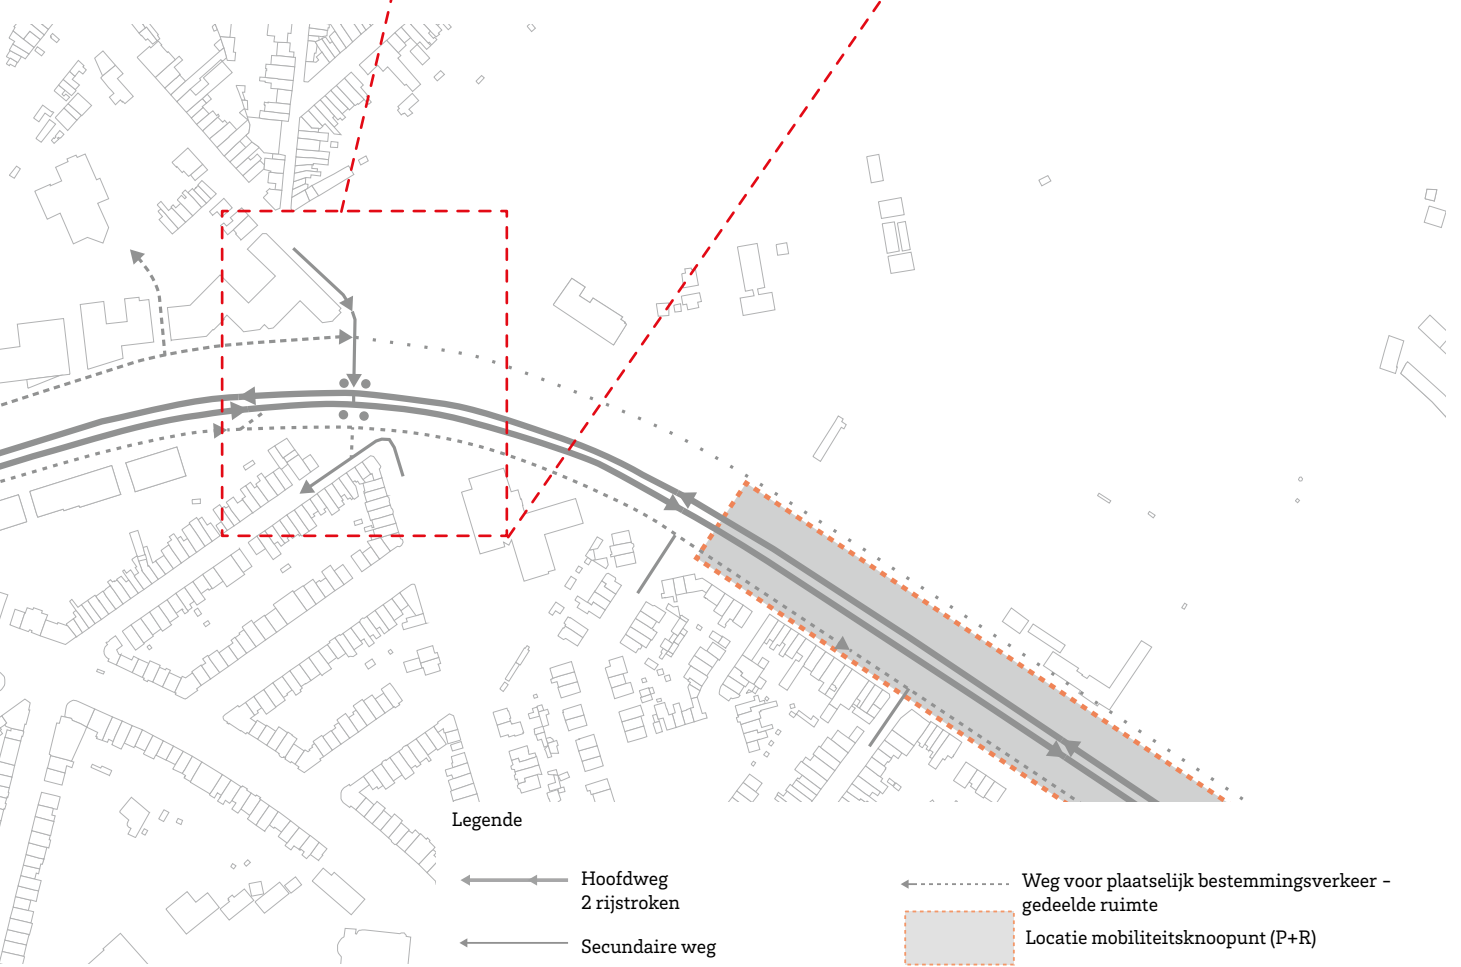 Legende
Hoofdweg
2 rijstroken
Secundaire weg
Weg voor plaatselijk bestemmingsverkeer –
gedeelde ruimte
Locatie mobiliteitsknoopunt (P+R)